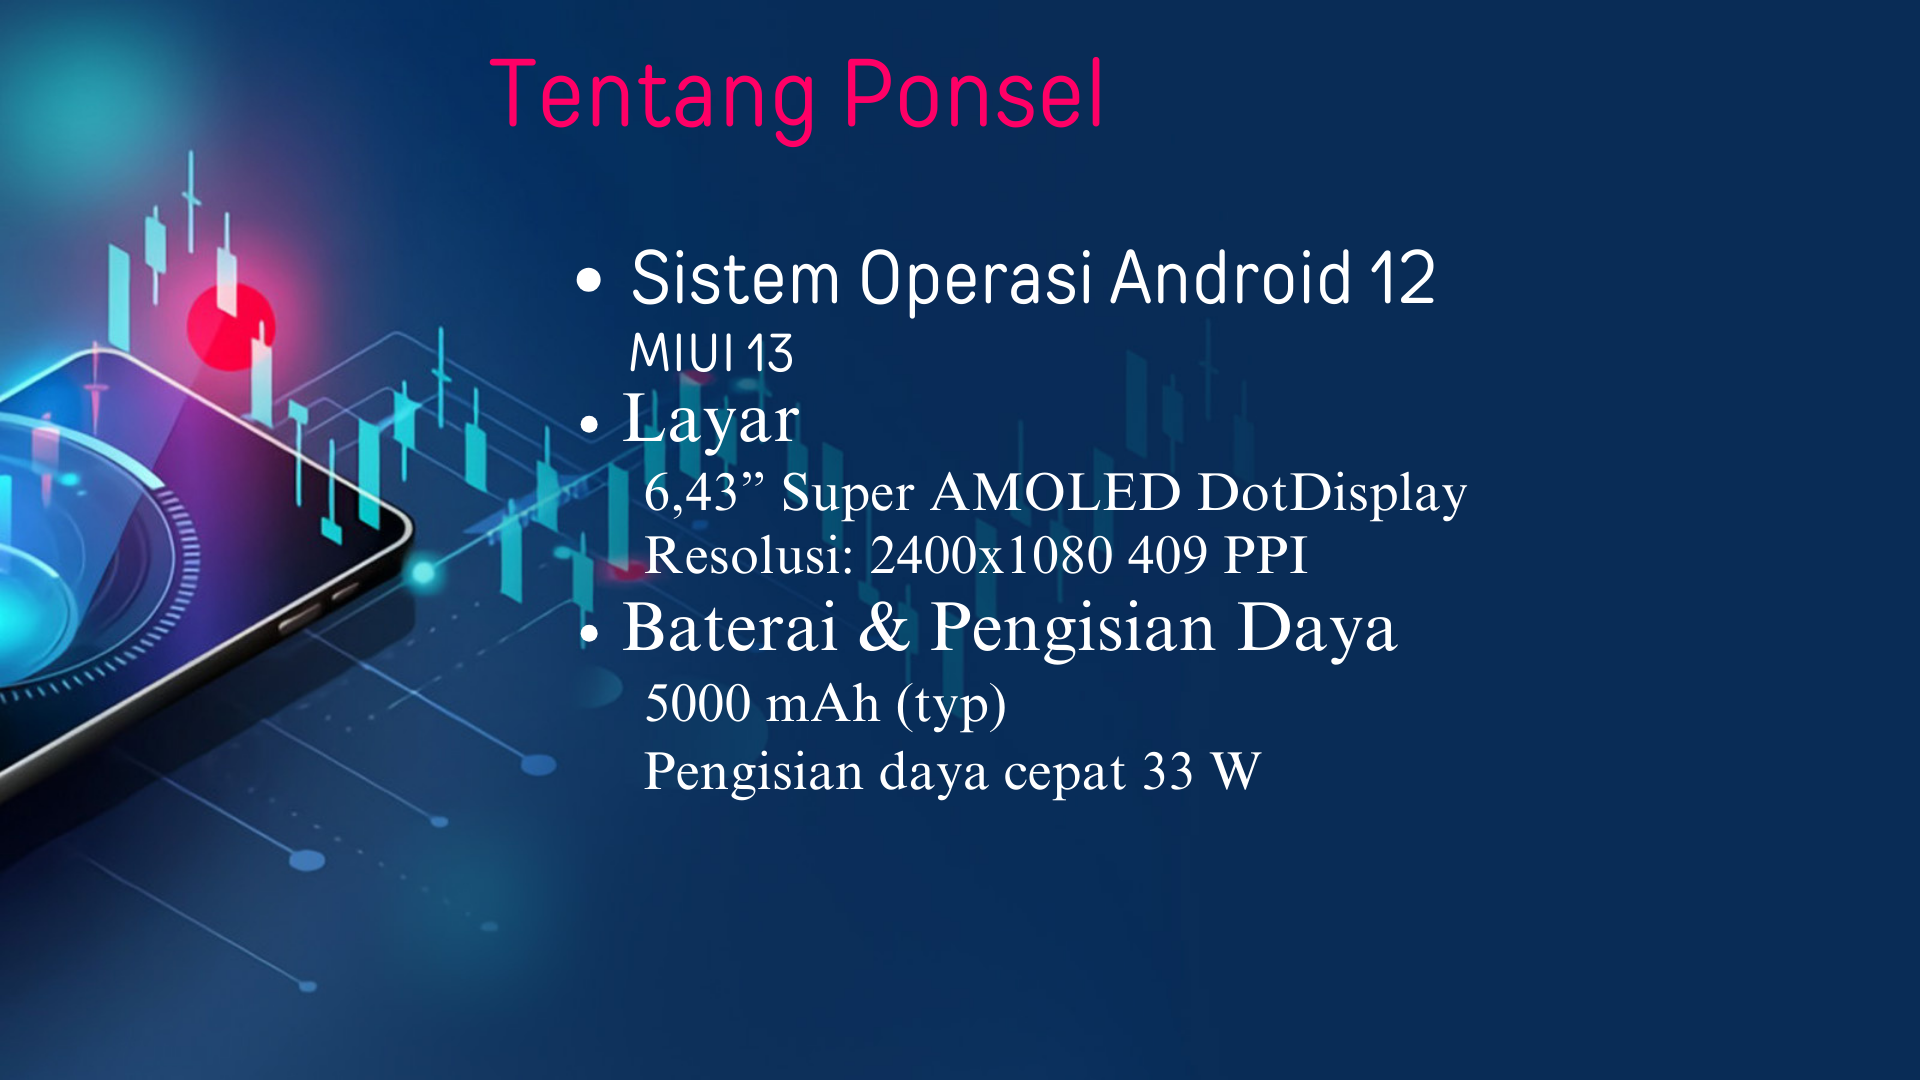 Tentang Ponsel
• Sistem Operasi Android 12
MIUI 13
• Layar
6,43” Super AMOLED DotDisplay
Resolusi: 2400x1080 409 PPI
• Baterai & Pengisian Daya
5000 mAh (typ)
Pengisian daya cepat 33 W